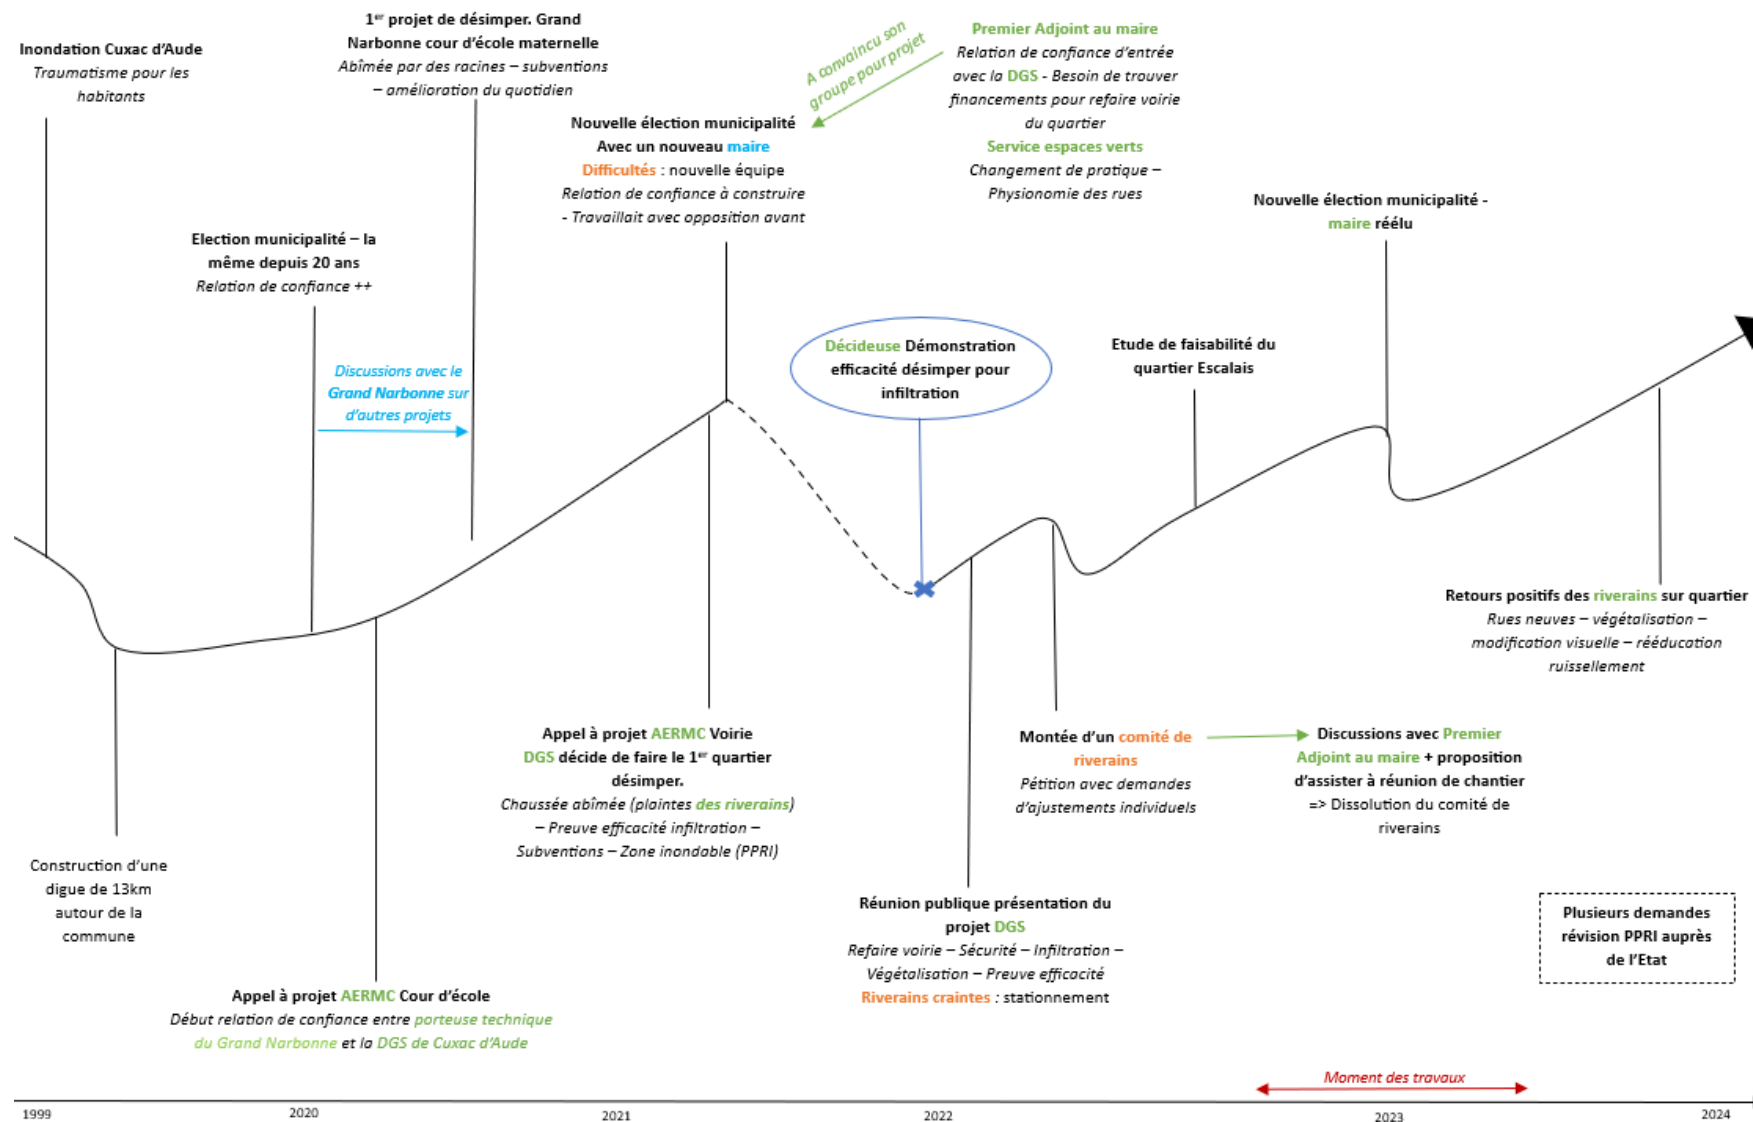 Inondation Cuxac d’Aude
Traumatisme pour les
habitants
1er projet de désimper. Grand
Narbonne cour d’école maternelle
Abîmée par des racines – subventions
– amélioration du quotidien
A convaincu son
groupe pour projet
Premier Adjoint au maire
Relation de confiance d’entrée
avec la DGS - Besoin de trouver
financements pour refaire voirie
du quartier
Service espaces verts
Changement de pratique –
Physionomie des rues
Nouvelle élection municipalité
Avec un nouveau maire
Difficultés : nouvelle équipe
Relation de confiance à construire
- Travaillait avec opposition avant
Nouvelle élection municipalité -
maire réélu
Election municipalité – la
même depuis 20 ans
Relation de confiance ++
Discussions avec le
Grand Narbonne sur
d’autres projets
Décideuse Démonstration
efficacité désimper pour
infiltration
Etude de faisabilité du
quartier Escalais
Retours positifs des riverains sur quartier
Rues neuves – végétalisation –
modification visuelle – rééducation
ruissellement
Appel à projet AERMC Voirie
DGS décide de faire le 1er quartier
désimper.
Chaussée abîmée (plaintes des riverains)
– Preuve efficacité infiltration –
Subventions – Zone inondable (PPRI)
Montée d’un comité de
riverains
Pétition avec demandes
d’ajustements individuels
Discussions avec Premier
Adjoint au maire + proposition
d’assister à réunion de chantier
=> Dissolution du comité de
riverains
Construction d’une
digue de 13km
autour de la
commune
Réunion publique présentation du
projet DGS
Refaire voirie – Sécurité – Infiltration –
Végétalisation – Preuve efficacité
Riverains craintes : stationnement
Plusieurs demandes
révision PPRI auprès
de l’Etat
Appel à projet AERMC Cour d’école
Début relation de confiance entre porteuse technique
du Grand Narbonne et la DGS de Cuxac d’Aude
Moment des travaux
1999
2020
2021
2022
2023
2024